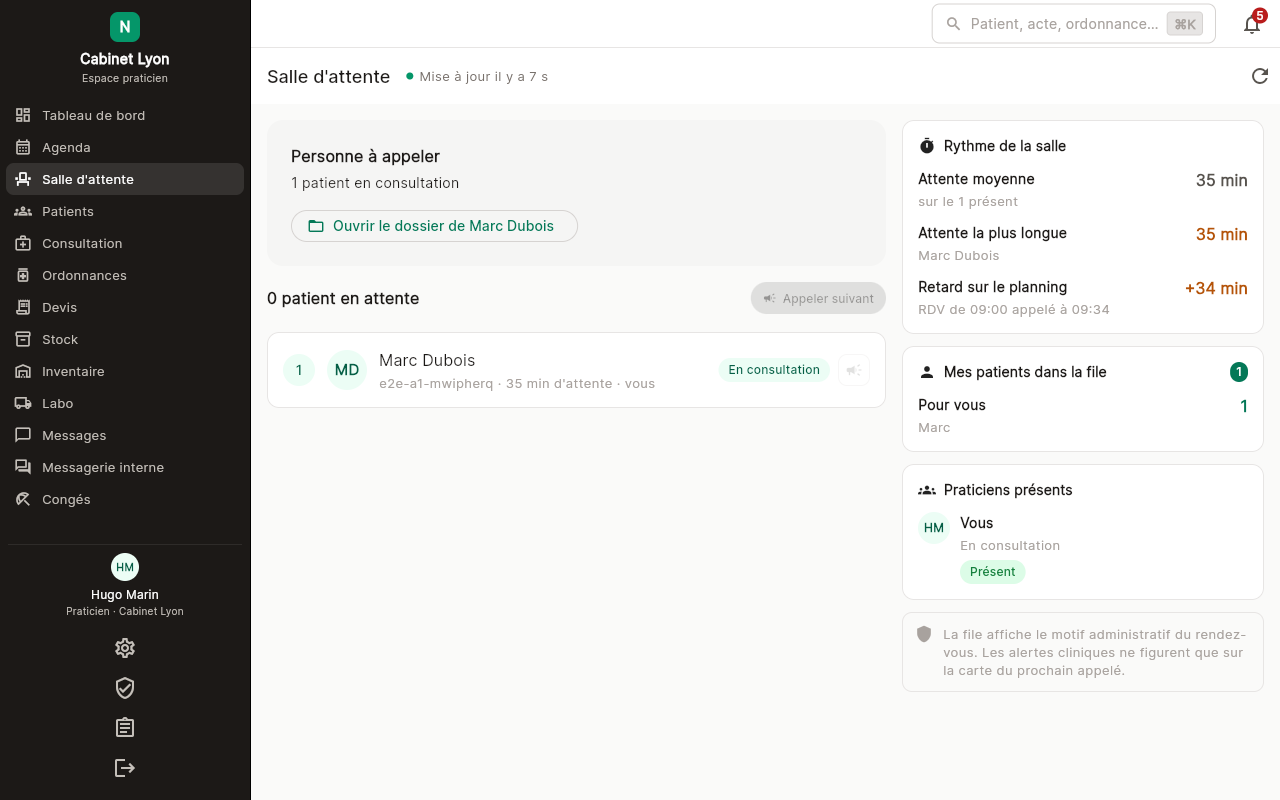 N
Cabinet Lyon
Espace praticien
Tableau de bord
Agenda
Salle d'attente
Patients
Consultation
Ordonnances
Devis
Stock
Inventaire
Labo
Messages
Messagerie interne
Congés
HM
Hugo Marin
Praticien · Cabinet Lyon
Patient, acte, ordonnance... ⌘K
5
Salle d'attente
Mise à jour il y a 7 s
Personne à appeler
1 patient en consultation
Ouvrir le dossier de Marc Dubois
0 patient en attente
Appeler suivant
1
MD
Marc Dubois
e2e-a1-mwipherq · 35 min d'attente · vous
En consultation
Rythme de la salle
Attente moyenne
35 min
sur le 1 présent
Attente la plus longue
35 min
Marc Dubois
Retard sur le planning
+34 min
RDV de 09:00 appelé à 09:34
Mes patients dans la file
1
Pour vous
1
Marc
Praticiens présents
HM
Vous
En consultation
Présent
La file affiche le motif administratif du rendez-
vous. Les alertes cliniques ne figurent que sur
la carte du prochain appelé.